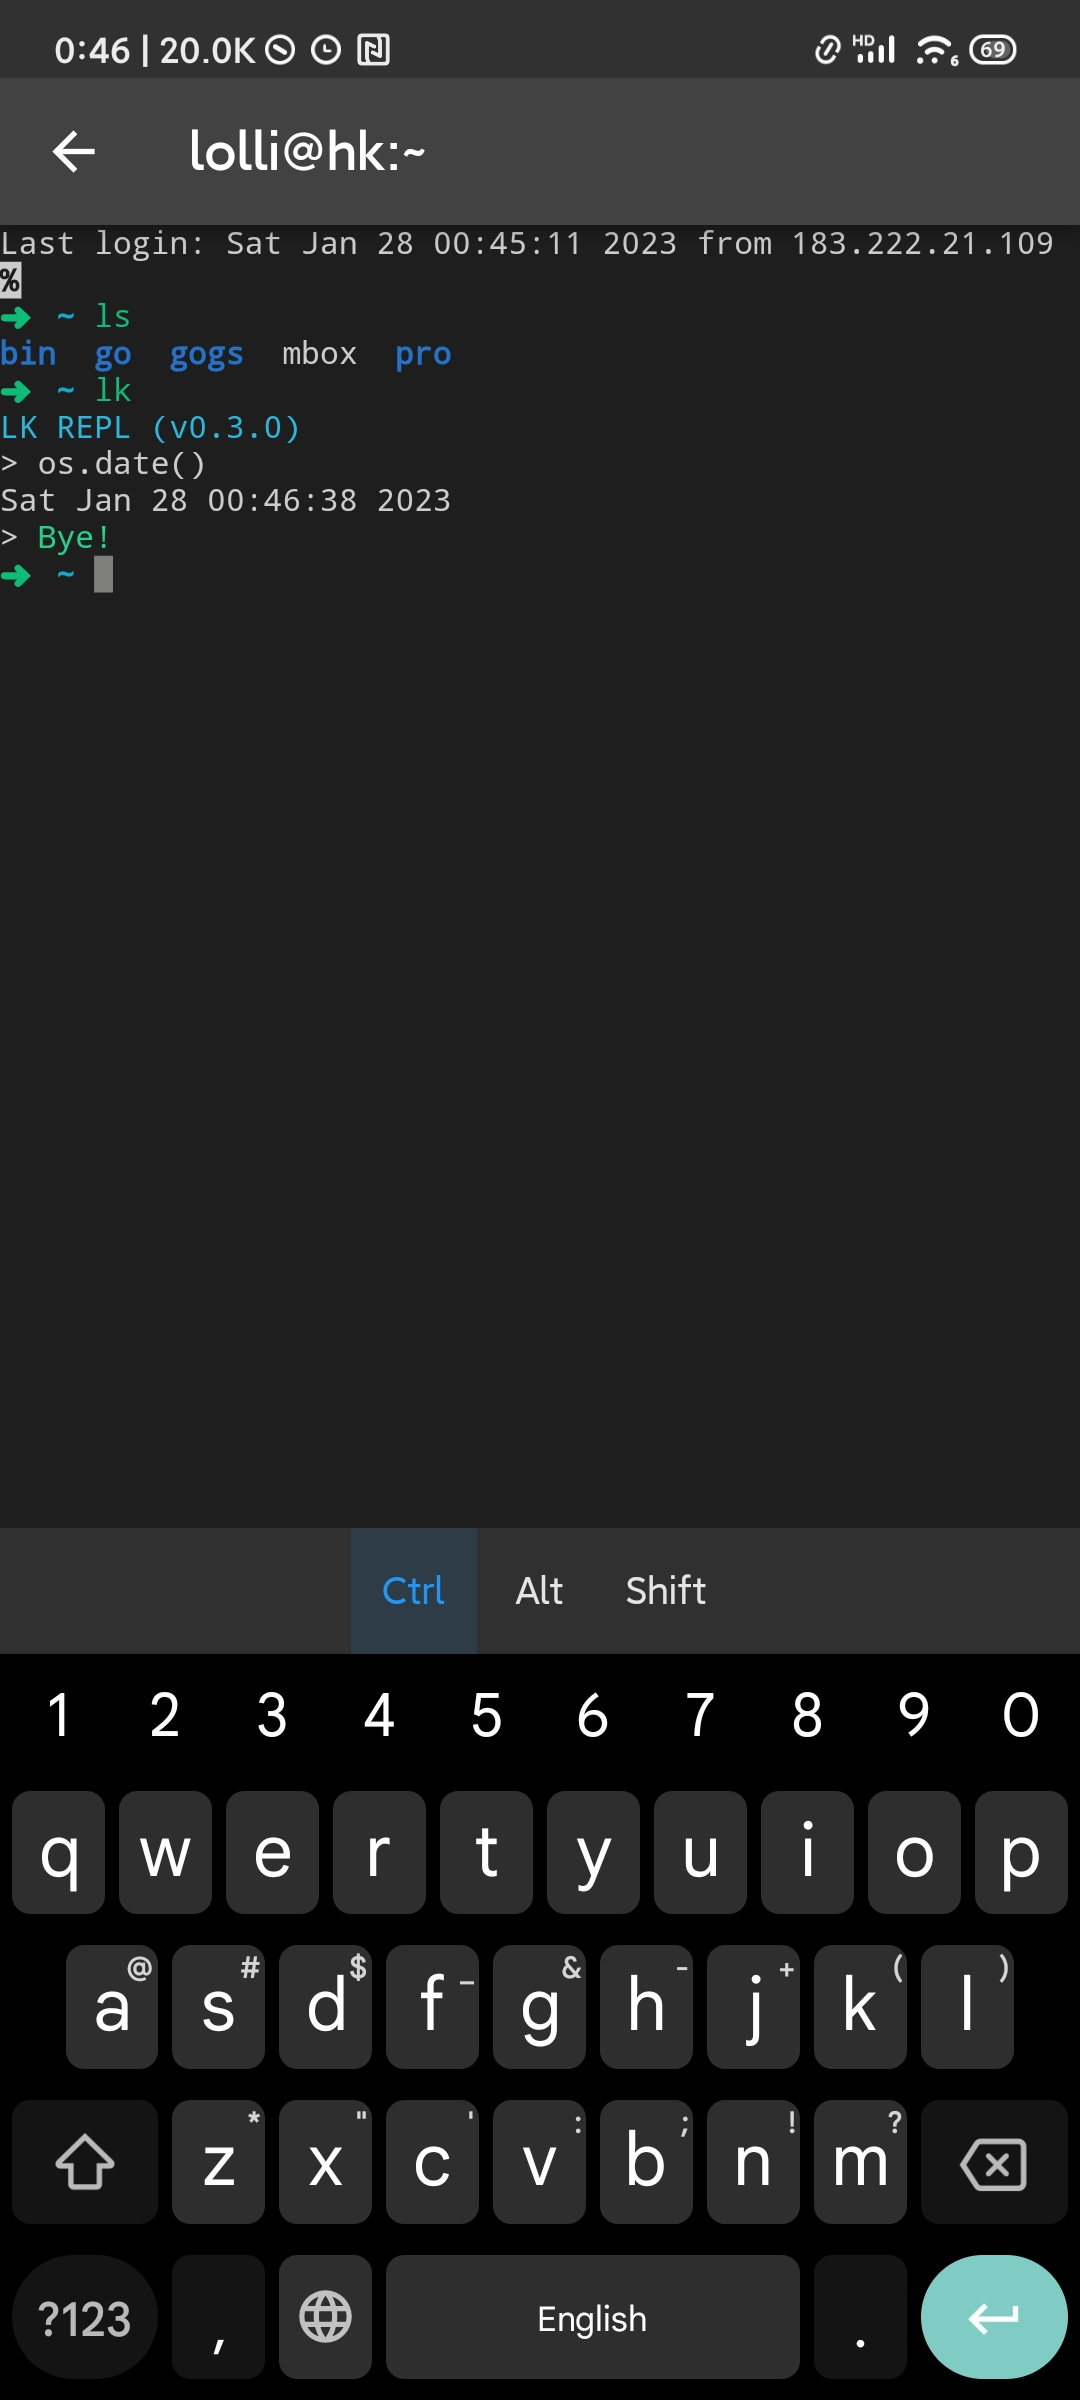 0:46 | 20.0K HD 6 69
lolli@hk:~
Last login: Sat Jan 28 00:45:11 2023 from 183.222.21.109
%
➜ ~ ls
bin go gogs mbox pro
➜ ~ lk
LK REPL (v0.3.0)
> os.date()
Sat Jan 28 00:46:38 2023
> Bye!
➜ ~
Ctrl Alt Shift
1 2 3 4 5 6 7 8 9 0
q w e r t y u i o p
@ # $ _ & - + ( )
a s d f g h j k l
* " ' : ; ! ?
z x c v b n m
?123 , English .